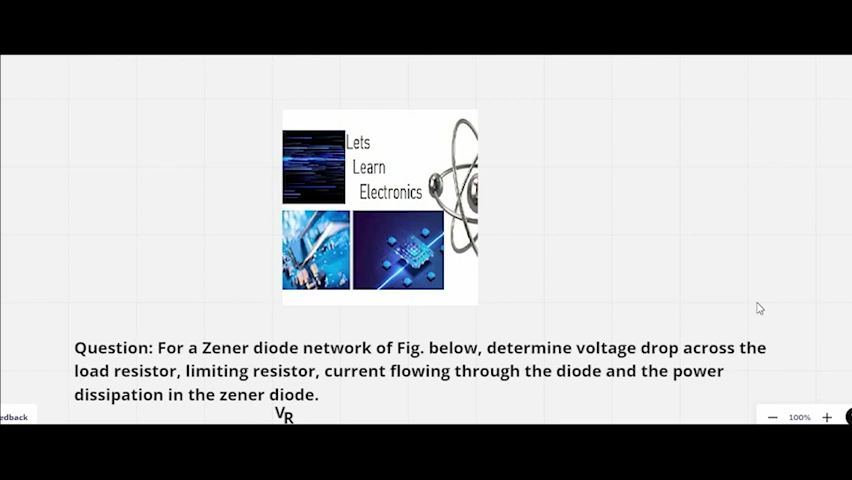 Lets
Learn
Electronics
Question: For a Zener diode network of Fig. below, determine voltage drop across the
load resistor, limiting resistor, current flowing through the diode and the power
dissipation in the zener diode.
VR
edback
100%